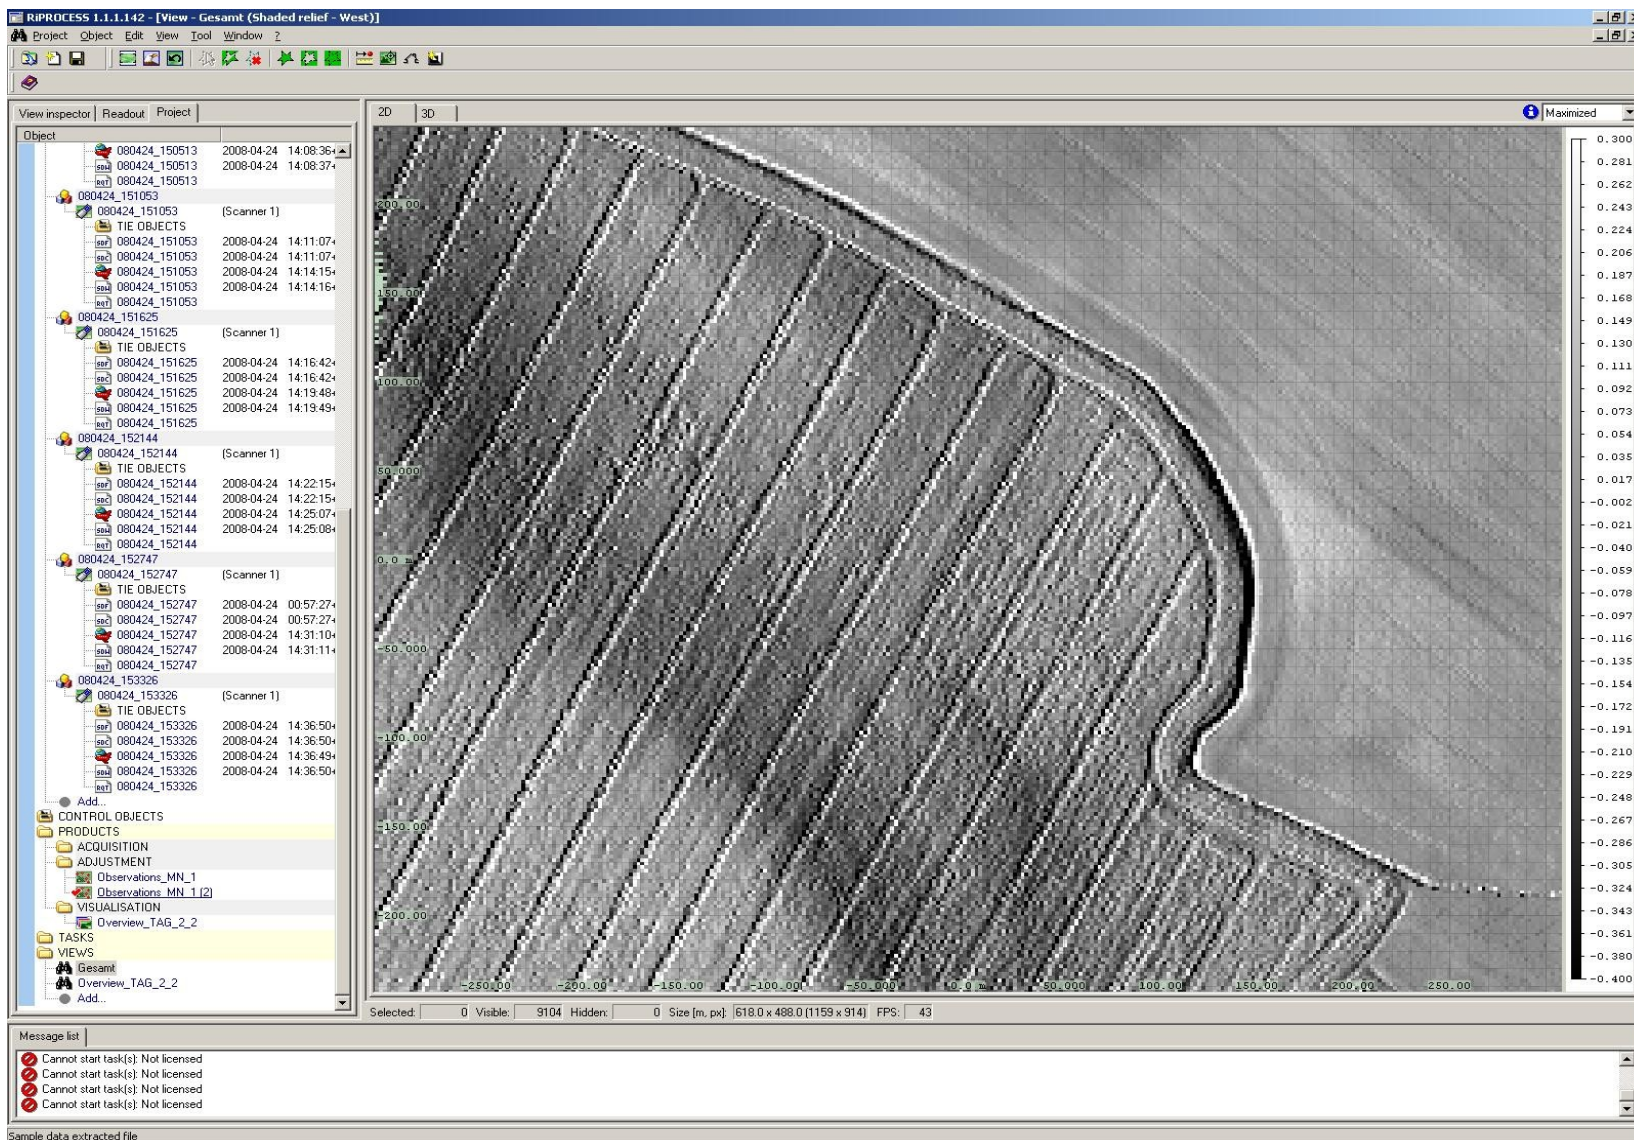 RiPROCESS 1.1.1.142 - [View - Gesamt (Shaded relief - West)]
Project Object Edit View Tool Window ?
View inspector Readout Project
2D 3D
Maximized
Object
080424_150513 2008-04-24 14:08:36+
080424_150513 2008-04-24 14:08:37+
080424_150513
080424_151053
080424_151053 (Scanner 1)
TIE OBJECTS
080424_151053 2008-04-24 14:11:07+
080424_151053 2008-04-24 14:11:07+
080424_151053 2008-04-24 14:14:15+
080424_151053 2008-04-24 14:14:16+
080424_151053
080424_151625
080424_151625 (Scanner 1)
TIE OBJECTS
080424_151625 2008-04-24 14:16:42+
080424_151625 2008-04-24 14:16:42+
080424_151625 2008-04-24 14:19:48+
080424_151625 2008-04-24 14:19:49+
080424_151625
080424_152144
080424_152144 (Scanner 1)
TIE OBJECTS
080424_152144 2008-04-24 14:22:15+
080424_152144 2008-04-24 14:22:15+
080424_152144 2008-04-24 14:25:07+
080424_152144 2008-04-24 14:25:08+
080424_152144
080424_152747
080424_152747 (Scanner 1)
TIE OBJECTS
080424_152747 2008-04-24 00:57:27+
080424_152747 2008-04-24 00:57:27+
080424_152747 2008-04-24 14:31:10+
080424_152747 2008-04-24 14:31:11+
080424_152747
080424_153326
080424_153326 (Scanner 1)
TIE OBJECTS
080424_153326 2008-04-24 14:36:50+
080424_153326 2008-04-24 14:36:50+
080424_153326 2008-04-24 14:36:49+
080424_153326 2008-04-24 14:36:50+
080424_153326
Add...
CONTROL OBJECTS
PRODUCTS
ACQUISITION
ADJUSTMENT
Observations_MN_1
Observations_MN_1 (2)
VISUALISATION
Overview_TAG_2_2
TASKS
VIEWS
Gesamt
Overview_TAG_2_2
Add...
200.00
150.00
100.00
50.000
0.0 m
-50.000
-100.00
-150.00
-200.00
-250.00 -200.00 -150.00 -100.00 -50.000 0.0 m 50.000 100.00 150.00 200.00 250.00
0.300
0.281
0.262
0.243
0.224
0.206
0.187
0.168
0.149
0.130
0.111
0.092
0.073
0.054
0.035
0.017
-0.002
-0.021
-0.040
-0.059
-0.078
-0.097
-0.116
-0.135
-0.154
-0.172
-0.191
-0.210
-0.229
-0.248
-0.267
-0.286
-0.305
-0.324
-0.343
-0.361
-0.380
-0.400
Selected: 0 Visible: 9104 Hidden: 0 Size [m, px]: 618.0 x 488.0 (1159 x 914) FPS: 43
Message list
Cannot start task(s): Not licensed
Cannot start task(s): Not licensed
Cannot start task(s): Not licensed
Cannot start task(s): Not licensed
Sample data extracted file